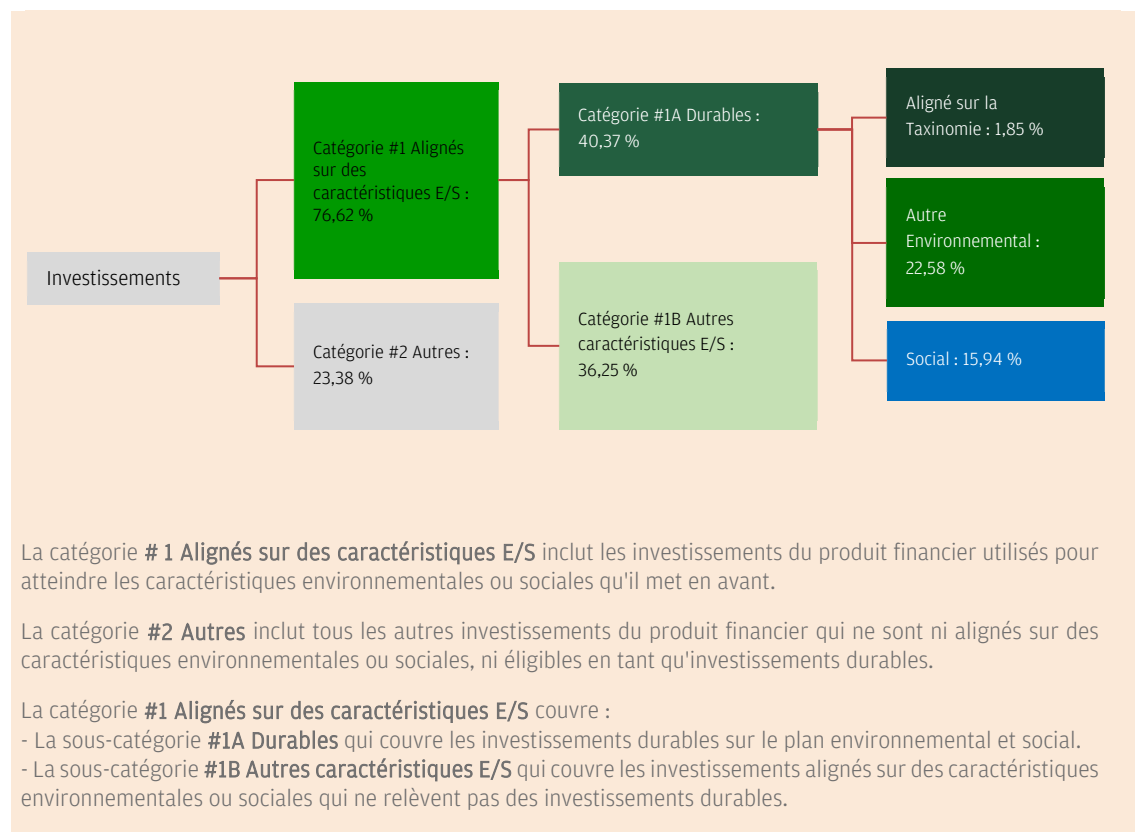 Investissements
Catégorie #1 Alignés
sur des
caractéristiques E/S :
76,62 %
Catégorie #2 Autres :
23,38 %
Catégorie #1A Durables :
40,37 %
Catégorie #1B Autres
caractéristiques E/S :
36,25 %
Aligné sur la
Taxinomie : 1,85 %
Autre
Environnemental :
22,58 %
Social : 15,94 %
La catégorie # 1 Alignés sur des caractéristiques E/S inclut les investissements du produit financier utilisés pour
atteindre les caractéristiques environnementales ou sociales qu'il met en avant.
La catégorie #2 Autres inclut tous les autres investissements du produit financier qui ne sont ni alignés sur des
caractéristiques environnementales ou sociales, ni éligibles en tant qu'investissements durables.
La catégorie #1 Alignés sur des caractéristiques E/S couvre :
- La sous-catégorie #1A Durables qui couvre les investissements durables sur le plan environnemental et social.
- La sous-catégorie #1B Autres caractéristiques E/S qui couvre les investissements alignés sur des caractéristiques
environnementales ou sociales qui ne relèvent pas des investissements durables.